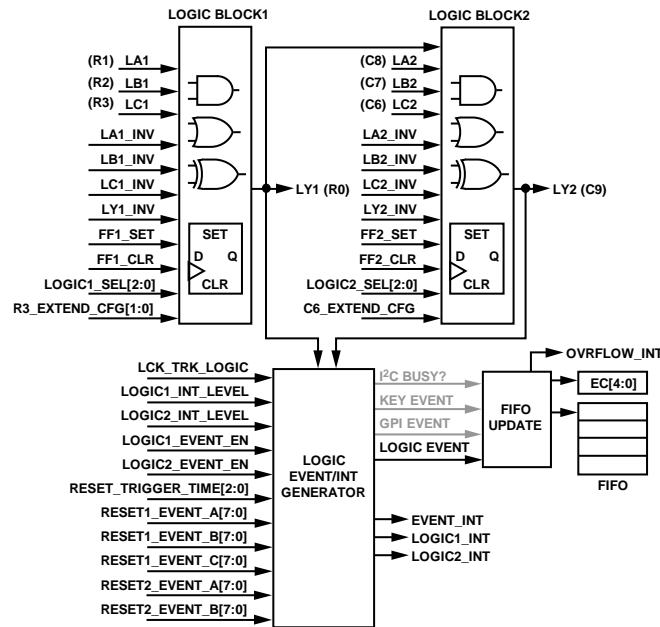 LOGIC BLOCK1
LOGIC BLOCK2
(R1) LA1
(R2) LB1
(R3) LC1
LA1_INV
LB1_INV
LC1_INV
LY1_INV
FF1_SET
FF1_CLR
LOGIC1_SEL[2:0]
R3_EXTEND_CFG[1:0]
SET
D Q
CLR
LY1 (R0)
(C8) LA2
(C7) LB2
(C6) LC2
LA2_INV
LB2_INV
LC2_INV
LY2_INV
FF2_SET
FF2_CLR
LOGIC2_SEL[2:0]
C6_EXTEND_CFG
SET
D Q
CLR
LY2 (C9)
LCK_TRK_LOGIC
LOGIC1_INT_LEVEL
LOGIC2_INT_LEVEL
LOGIC1_EVENT_EN
LOGIC2_EVENT_EN
RESET_TRIGGER_TIME[2:0]
RESET1_EVENT_A[7:0]
RESET1_EVENT_B[7:0]
RESET1_EVENT_C[7:0]
RESET2_EVENT_A[7:0]
RESET2_EVENT_B[7:0]
LOGIC
EVENT/INT
GENERATOR
I²C BUSY?
KEY EVENT
GPI EVENT
LOGIC EVENT
EVENT_INT
LOGIC1_INT
LOGIC2_INT
FIFO
UPDATE
OVRFLOW_INT
EC[4:0]
FIFO